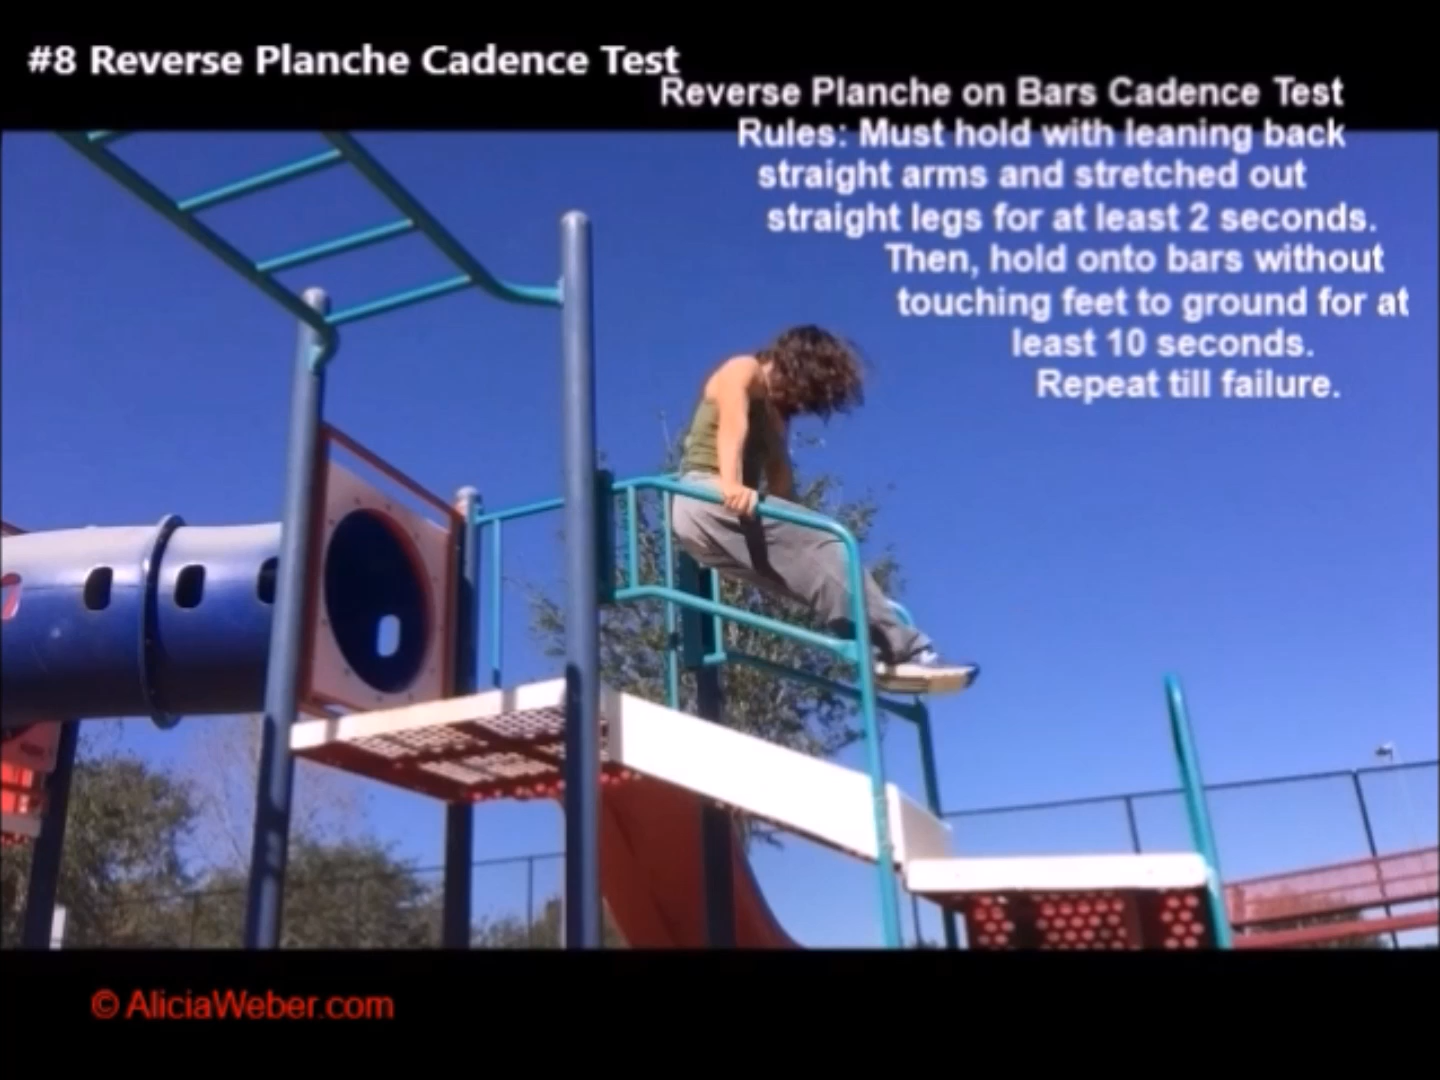 #8 Reverse Planche Cadence Test
Reverse Planche on Bars Cadence Test
Rules: Must hold with leaning back
straight arms and stretched out
straight legs for at least 2 seconds.
Then, hold onto bars without
touching feet to ground for at
least 10 seconds.
Repeat till failure.
© AliciaWeber.com